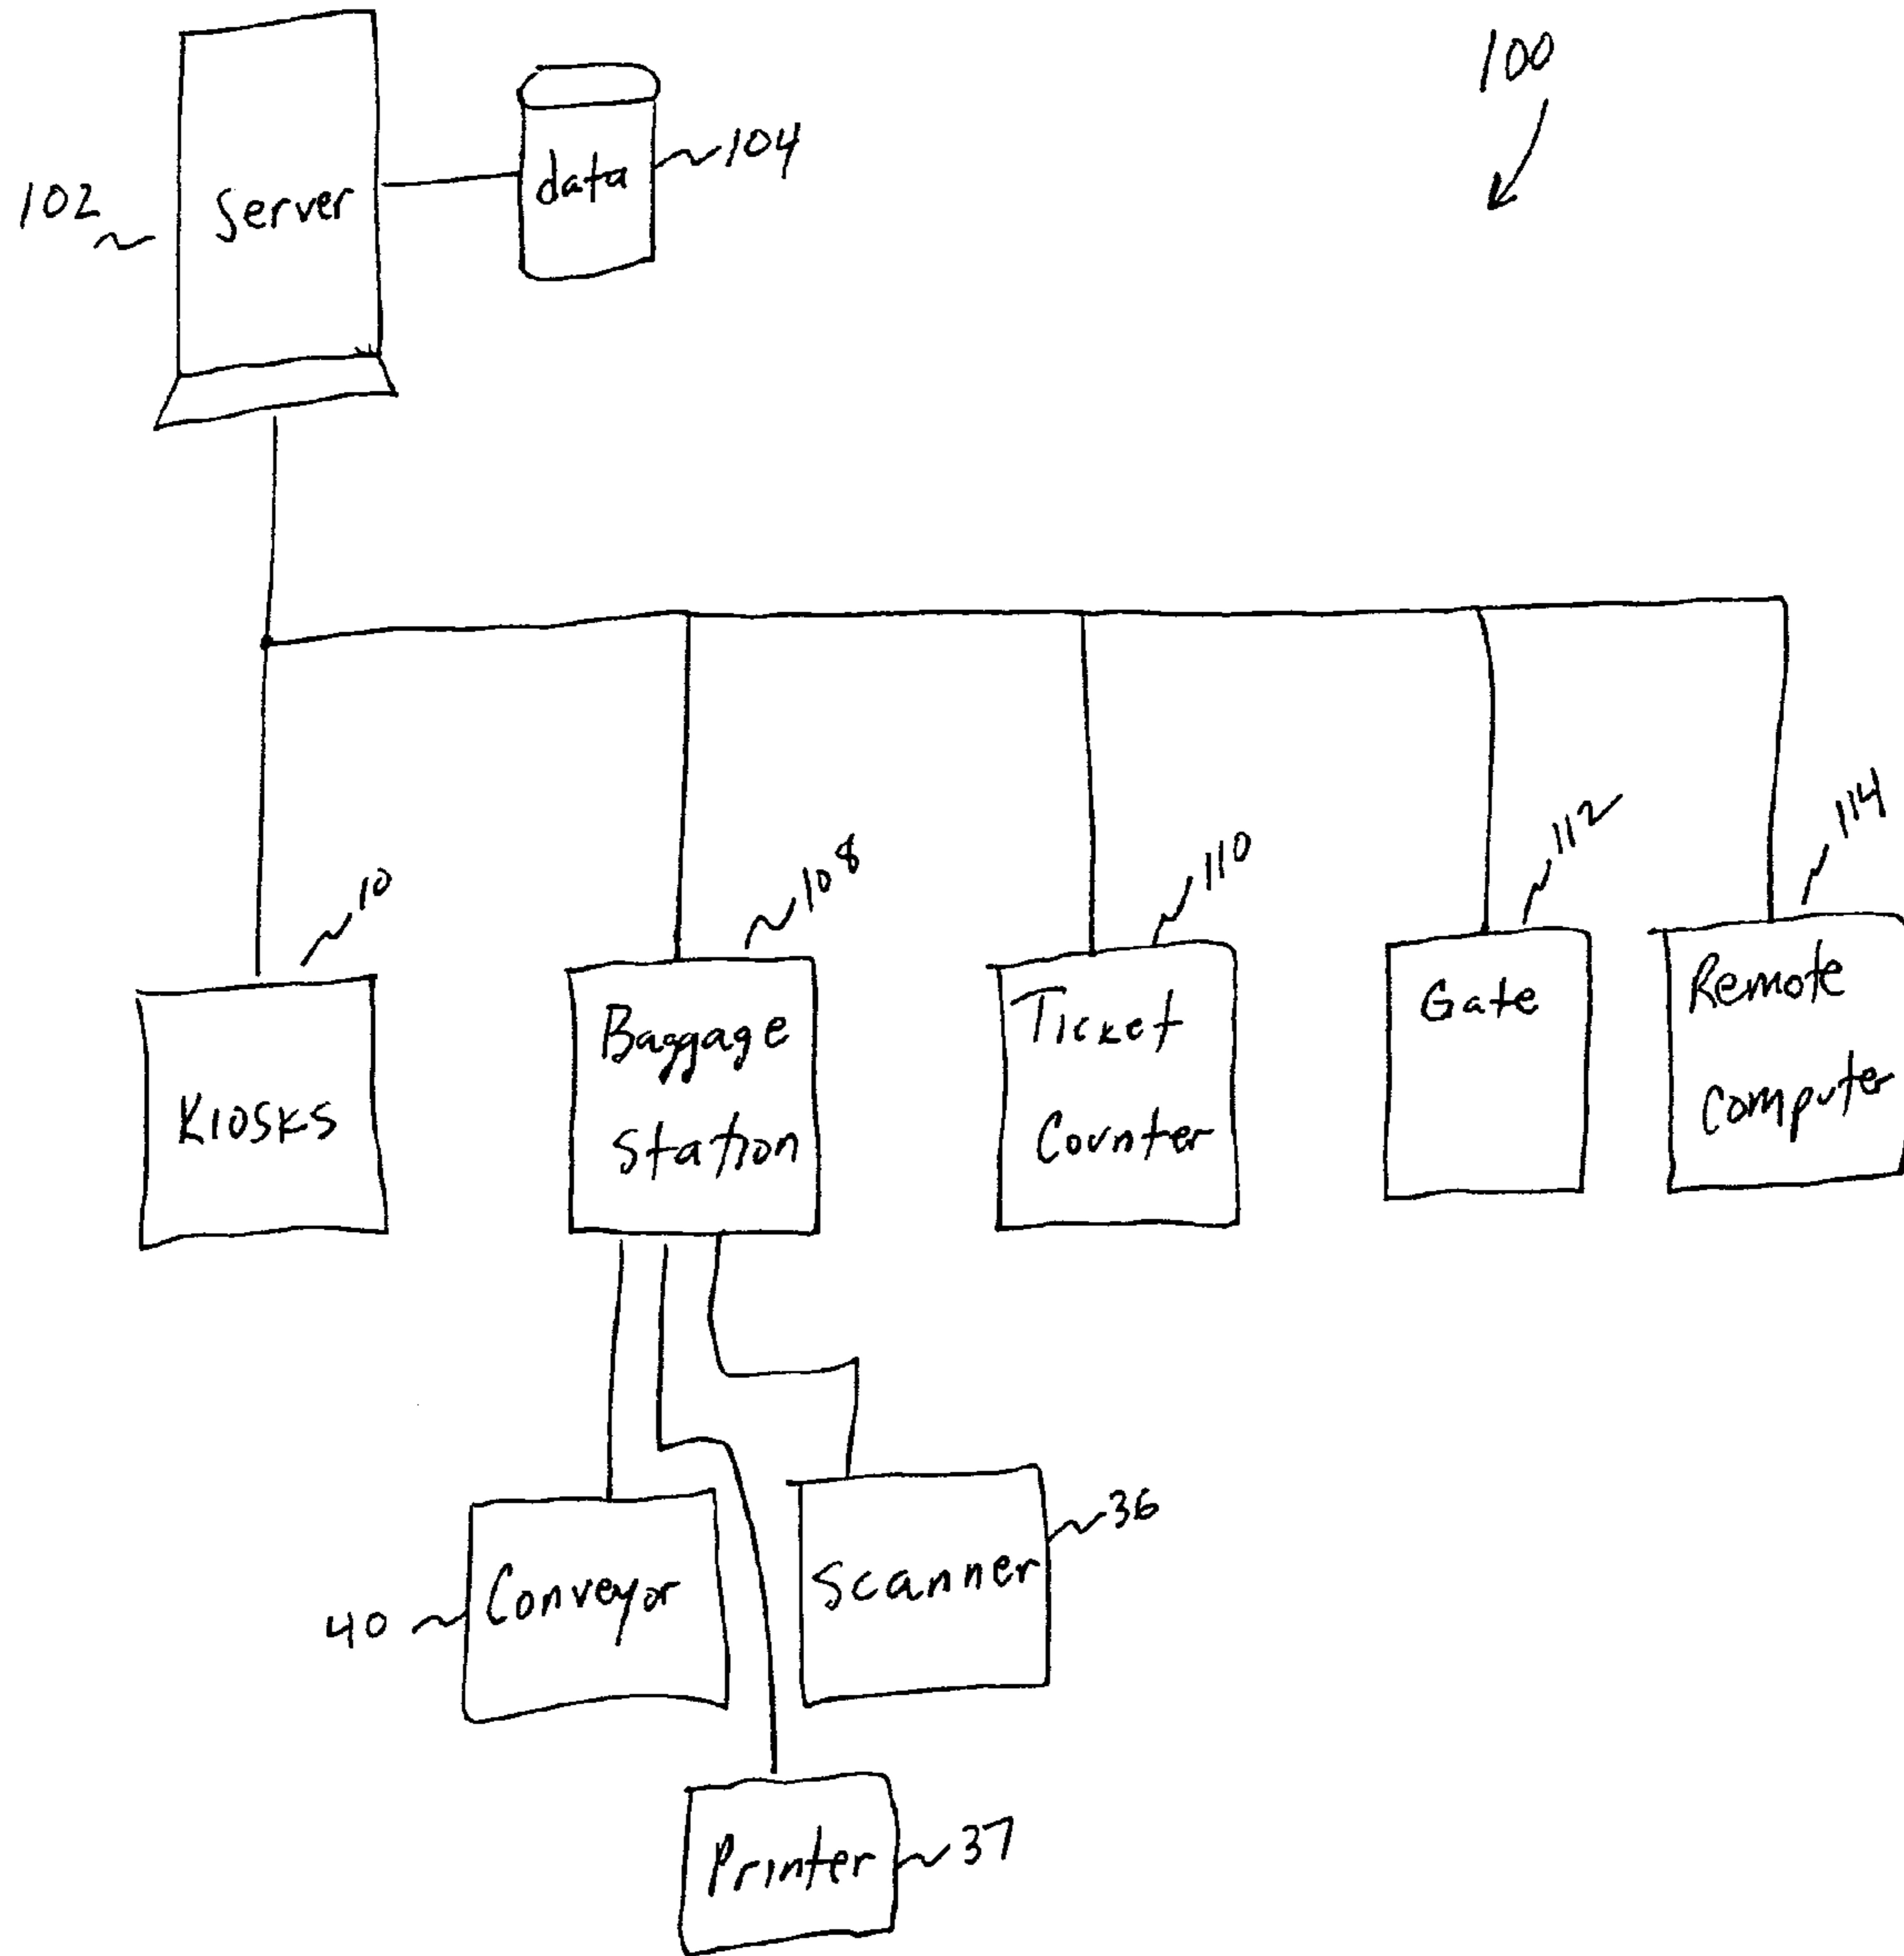 100
104
data
102
Server
114
112
10
108
110
Remote
Computer
Gate
Ticket
Counter
Baggage
Station
Kiosks
36
Scanner
Conveyor
40
Printer
37